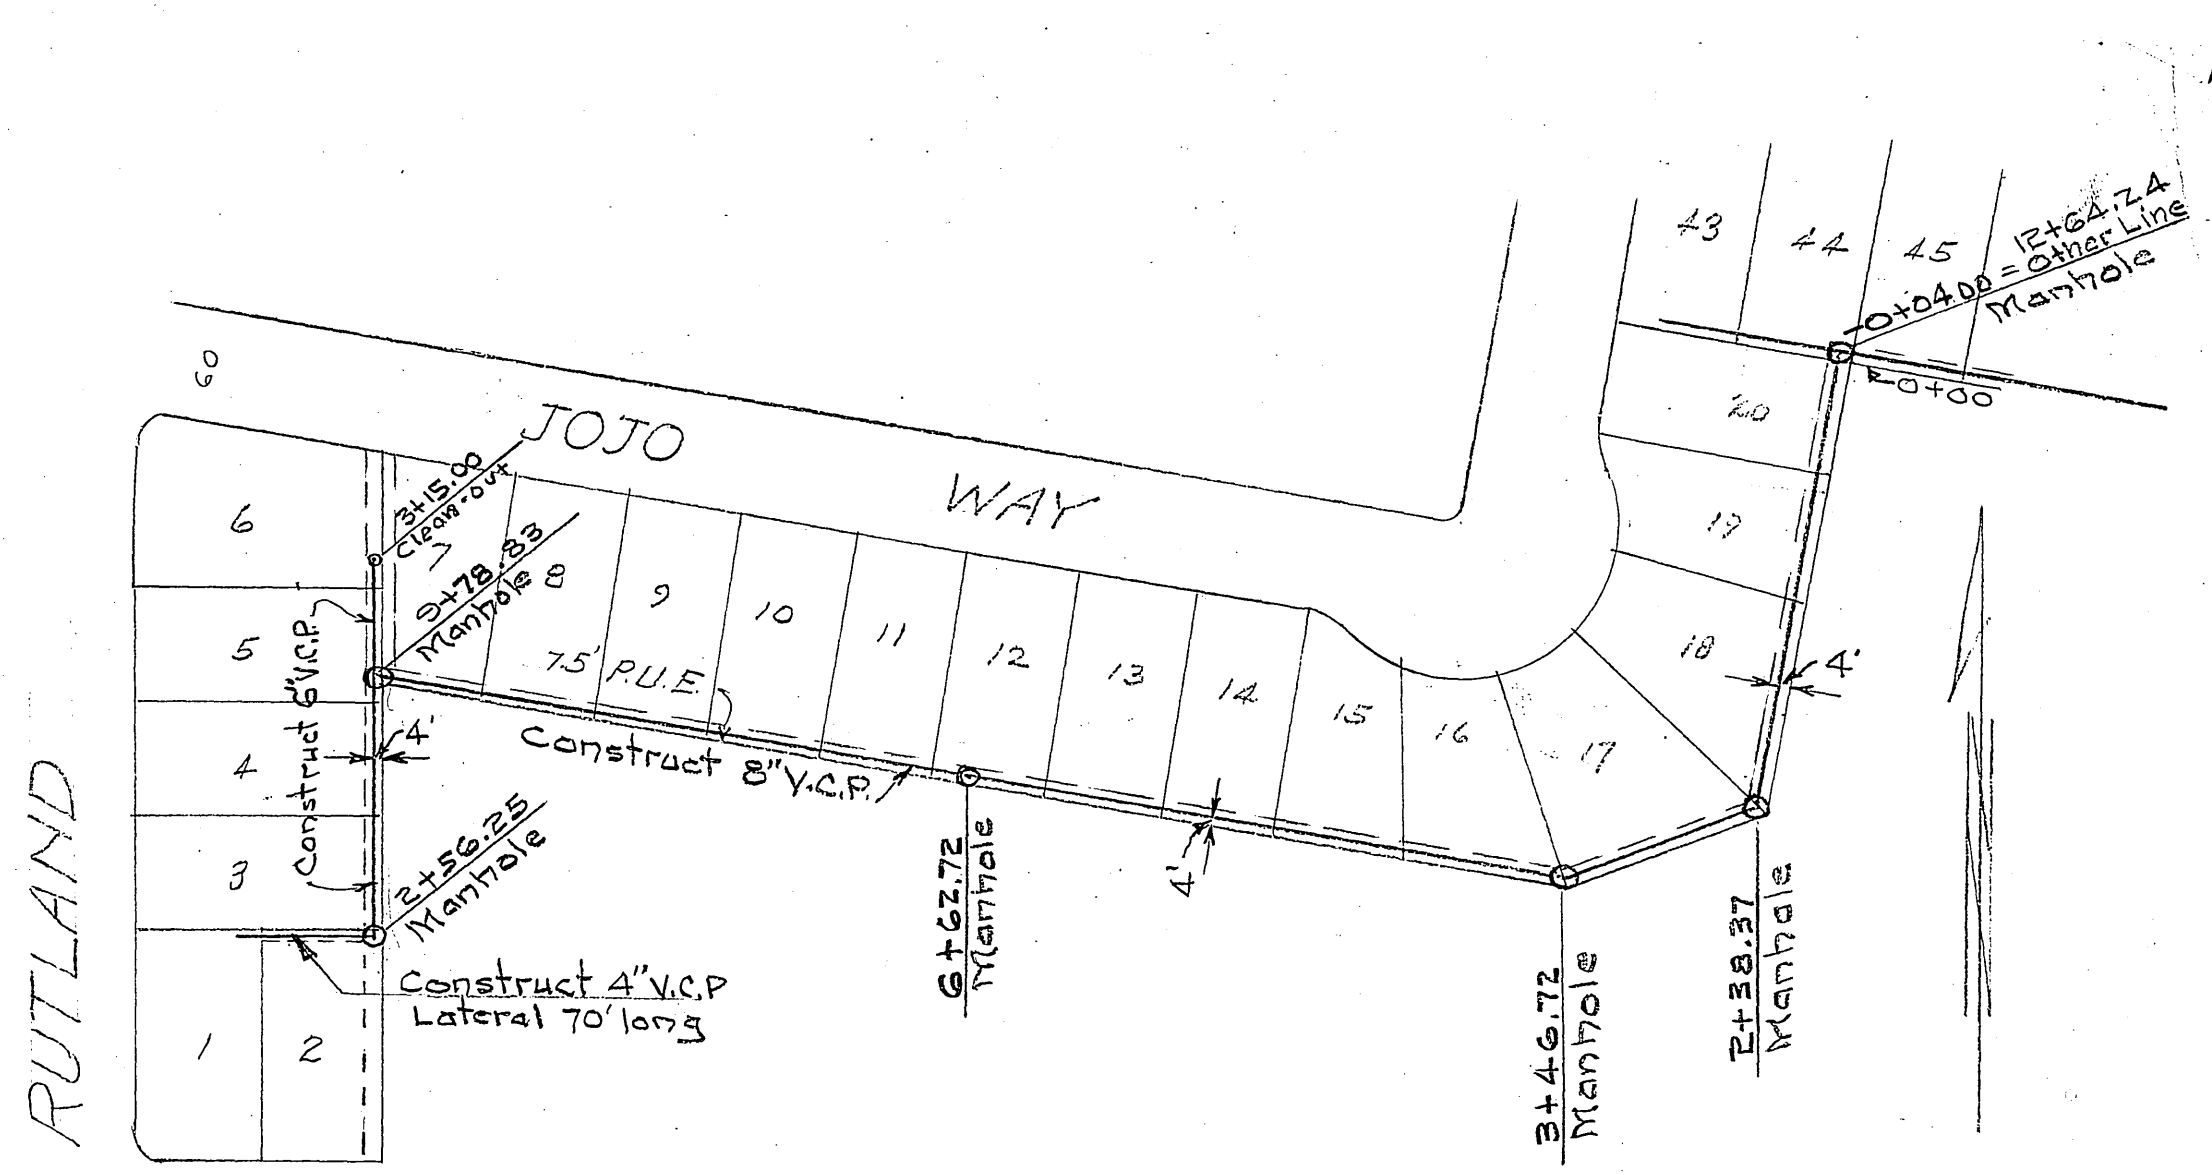 43
44
45
12+64.24
-0+04.00 = Other Line
Manhole
0+00
60
JOJO
WAY
20
19
18
4'
6
3+15.00
Clean-out
7
9+78.83
Manhole
8
9
10
11
12
13
14
15
16
17
5
Construct 6" V.C.P.
7.5' P.U.E.
4
4'
Construct 8" V.C.P.
3
2+56.25
Manhole
6+62.72
Manhole
4'
3+46.72
Manhole
2+38.37
Manhole
RUTLAND
Construct 4" V.C.P
Lateral 70' long
1
2